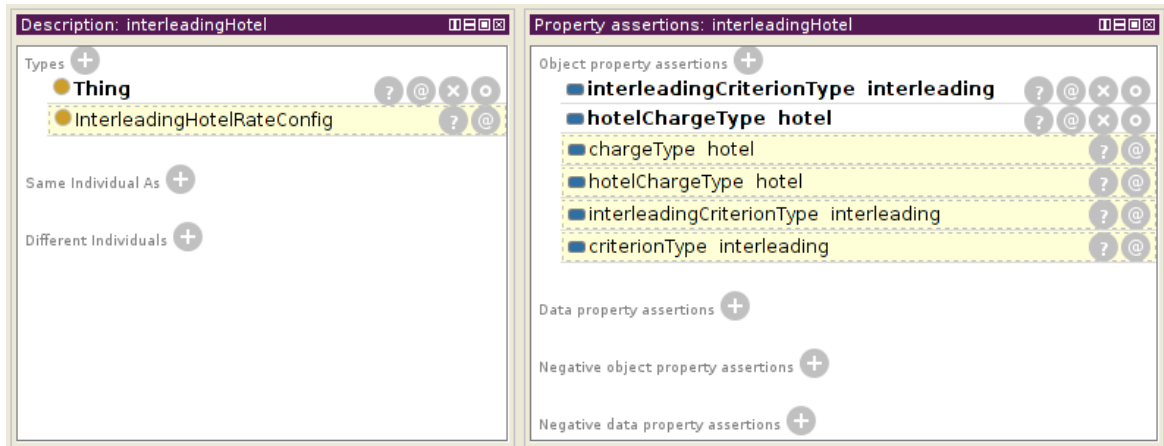 Description: interleadingHotel
Types
Thing
InterleadingHotelRateConfig
Same Individual As
Different Individuals
Property assertions: interleadingHotel
Object property assertions
interleadingCriterionType interleading
hotelChargeType hotel
chargeType hotel
hotelChargeType hotel
interleadingCriterionType interleading
criterionType interleading
Data property assertions
Negative object property assertions
Negative data property assertions